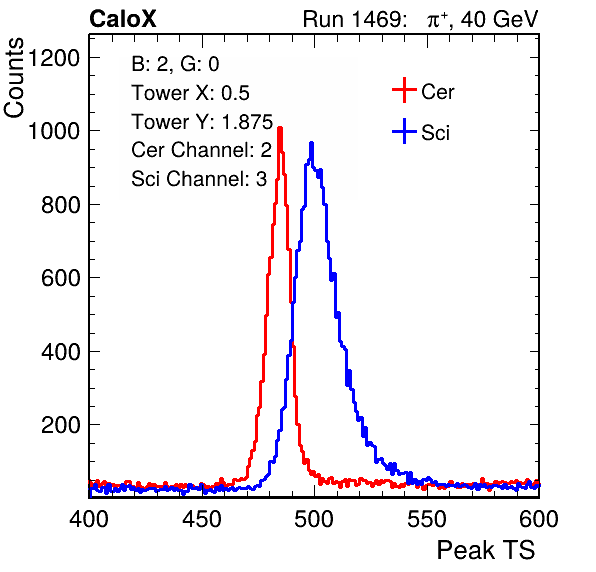 CaloX Run 1469: π⁺, 40 GeV
Counts
B: 2, G: 0
Tower X: 0.5
Tower Y: 1.875
Cer Channel: 2
Sci Channel: 3
Cer
Sci
1200
1000
800
600
400
200
400 450 500 550 600
Peak TS